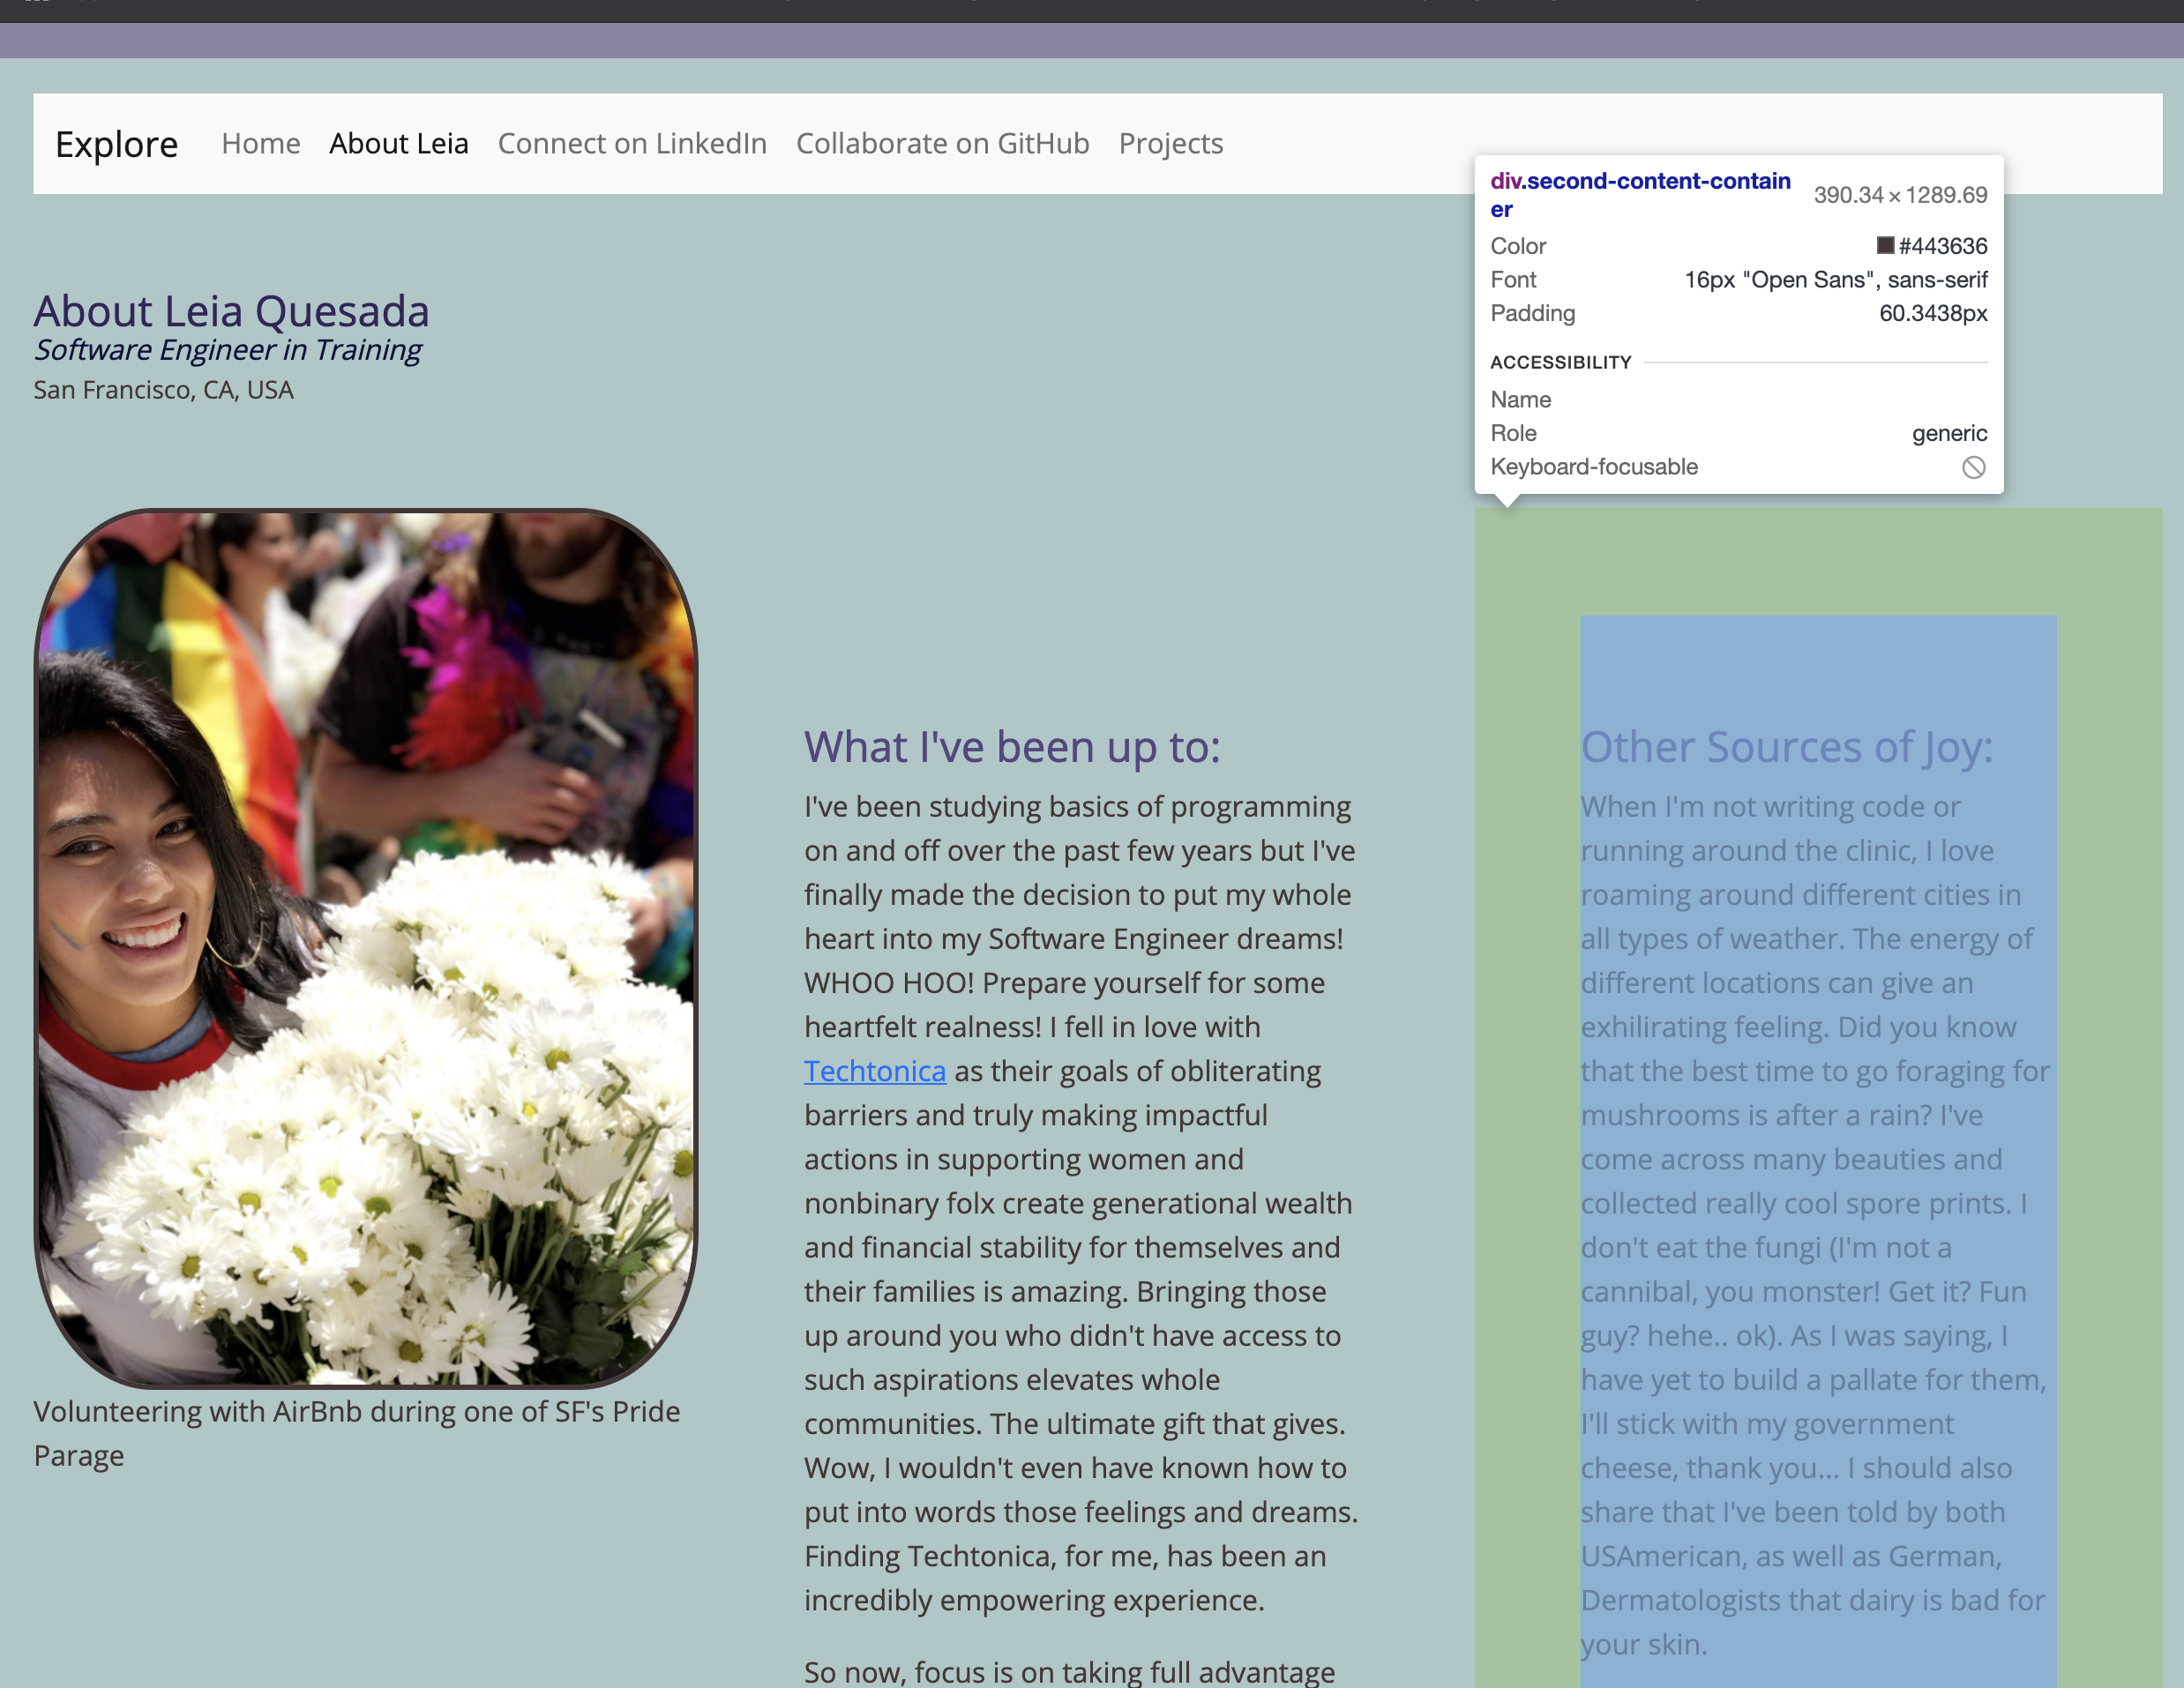 Explore Home About Leia Connect on LinkedIn Collaborate on GitHub Projects
div.second-content-contain
er
390.34 × 1289.69
Color #443636
Font 16px "Open Sans", sans-serif
Padding 60.3438px
ACCESSIBILITY
Name
Role generic
Keyboard-focusable
About Leia Quesada
Software Engineer in Training
San Francisco, CA, USA
Volunteering with AirBnb during one of SF's Pride
Parage
What I've been up to:
I've been studying basics of programming
on and off over the past few years but I've
finally made the decision to put my whole
heart into my Software Engineer dreams!
WHOO HOO! Prepare yourself for some
heartfelt realness! I fell in love with
Techtonica as their goals of obliterating
barriers and truly making impactful
actions in supporting women and
nonbinary folx create generational wealth
and financial stability for themselves and
their families is amazing. Bringing those
up around you who didn't have access to
such aspirations elevates whole
communities. The ultimate gift that gives.
Wow, I wouldn't even have known how to
put into words those feelings and dreams.
Finding Techtonica, for me, has been an
incredibly empowering experience.
So now, focus is on taking full advantage
Other Sources of Joy:
When I'm not writing code or
running around the clinic, I love
roaming around different cities in
all types of weather. The energy of
different locations can give an
exhilirating feeling. Did you know
that the best time to go foraging for
mushrooms is after a rain? I've
come across many beauties and
collected really cool spore prints. I
don't eat the fungi (I'm not a
cannibal, you monster! Get it? Fun
guy? hehe.. ok). As I was saying, I
have yet to build a pallate for them,
I'll stick with my government
cheese, thank you... I should also
share that I've been told by both
USAmerican, as well as German,
Dermatologists that dairy is bad for
your skin.